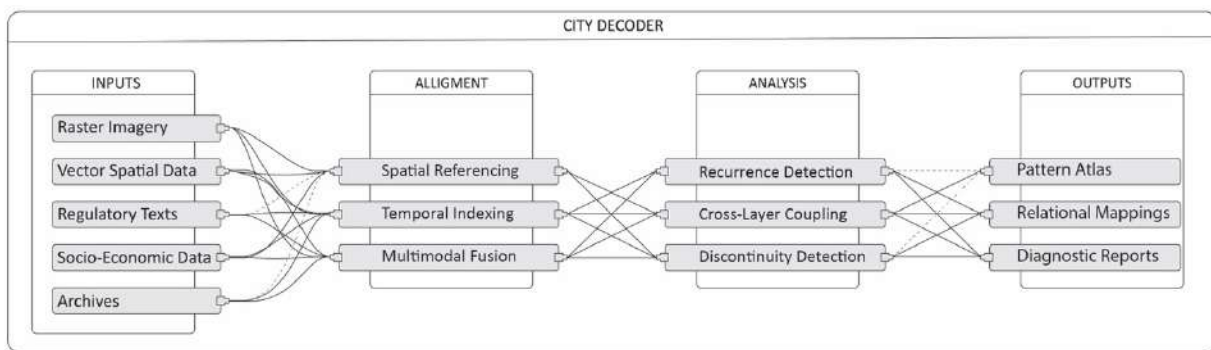 CITY DECODER
INPUTS
Raster Imagery
Vector Spatial Data
Regulatory Texts
Socio-Economic Data
Archives
ALLIGMENT
Spatial Referencing
Temporal Indexing
Multimodal Fusion
ANALYSIS
Recurrence Detection
Cross-Layer Coupling
Discontinuity Detection
OUTPUTS
Pattern Atlas
Relational Mappings
Diagnostic Reports